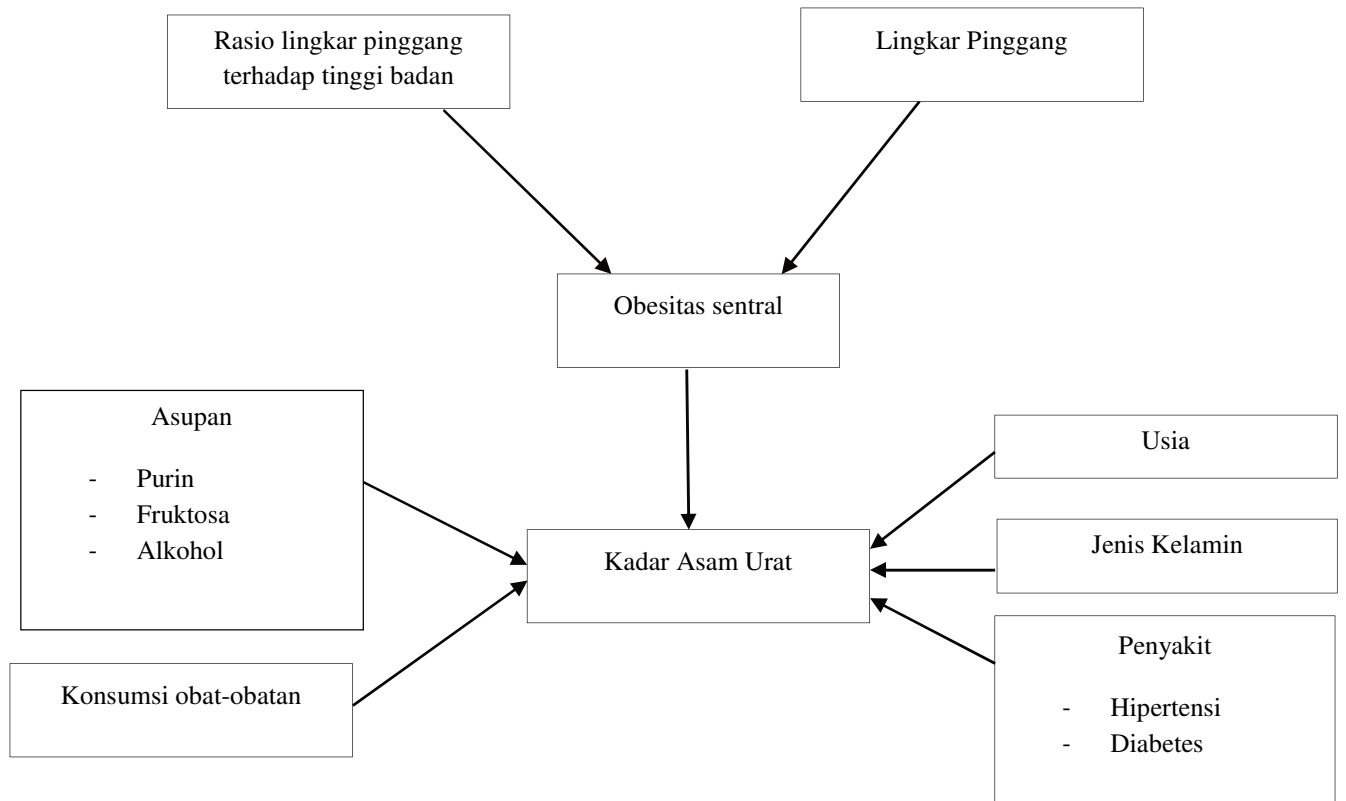 Rasio lingkar pinggang
terhadap tinggi badan
Lingkar Pinggang
Obesitas sentral
Asupan
- Purin
- Fruktosa
- Alkohol
Usia
Kadar Asam Urat
Jenis Kelamin
Konsumsi obat-obatan
Penyakit
- Hipertensi
- Diabetes